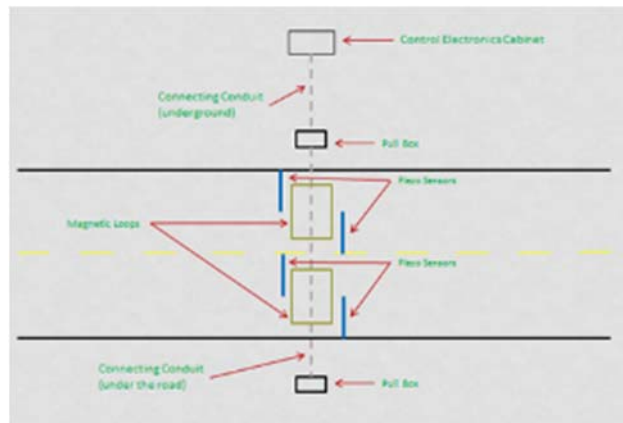 Control Electronics Cabinet
Connecting Conduit
(underground)
Pull Box
Piezo Sensors
Magnetic Loops
Piezo Sensors
Connecting Conduit
(under the road)
Pull Box